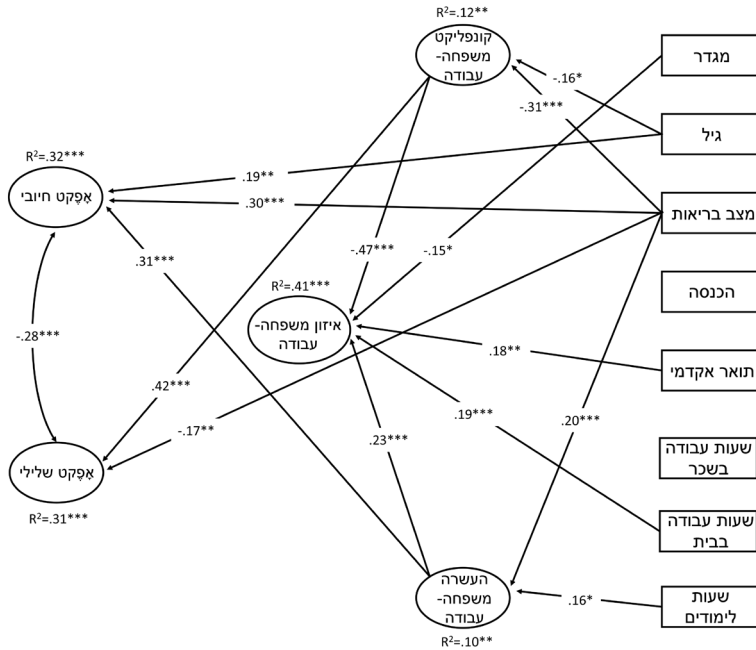 R²=.12**
קונפליקט
משפחה-
עבודה
מגדר
-.16*
-.31***
גיל
R²=.32***
אָפֶקט חיובי
.19**
.30***
מצב בריאות
.31***
-.47***
-.15*
R²=.41***
איזון משפחה-
עבודה
הכנסה
-.28***
.18**
תואר אקדמי
.42***
-.17**
.19***
.20***
.23***
שעות עבודה
בשכר
אָפֶקט שלילי
R²=.31***
שעות עבודה
בבית
העשרה
משפחה-
עבודה
.16*
שעות
לימודים
R²=.10**